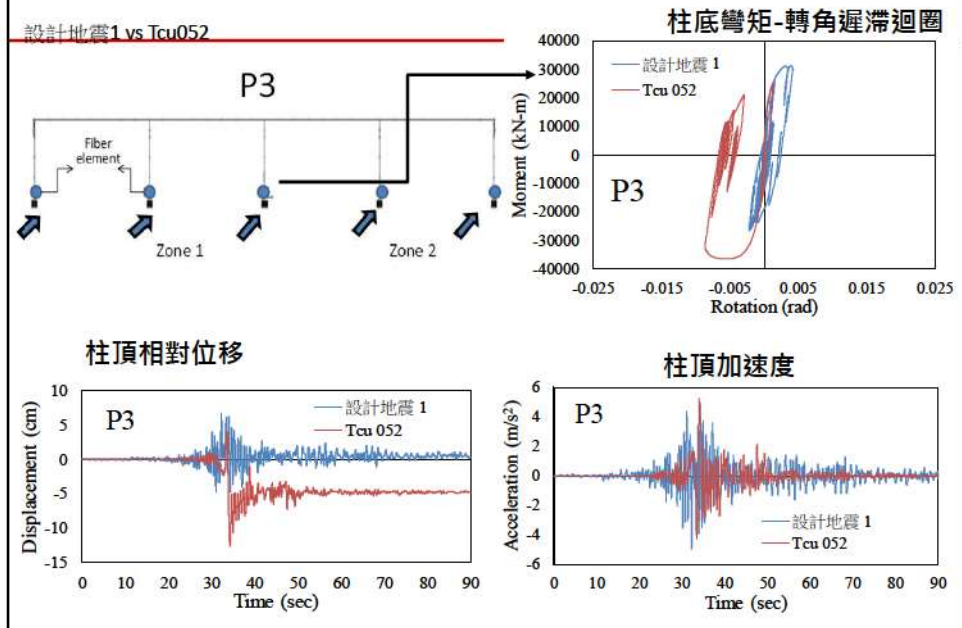 設計地震1 vs Tcu052
P3
Fiber
element
Zone 1
Zone 2
柱底彎矩-轉角遲滯迴圈
40000
30000
20000
10000
0
-10000
-20000
-30000
-40000
Moment (kN-m)
設計地震 1
Tcu 052
P3
-0.025 -0.015 -0.005 0.005 0.015 0.025
Rotation (rad)
柱頂相對位移
10
5
0
-5
-10
-15
Displacement (cm)
P3
設計地震 1
Tcu 052
0 10 20 30 40 50 60 70 80 90
Time (sec)
柱頂加速度
6
4
2
0
-2
-4
-6
Acceleration (m/s²)
P3
設計地震 1
Tcu 052
0 10 20 30 40 50 60 70 80 90
Time (sec)